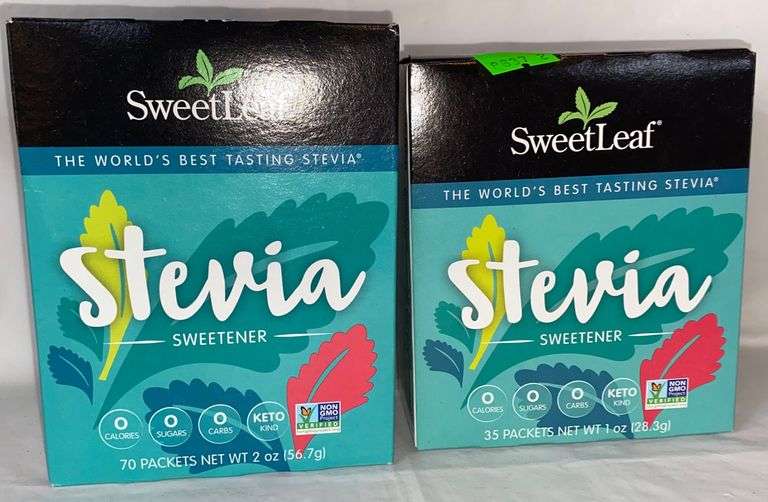 SweetLeaf
THE WORLD'S BEST TASTING STEVIA®
stevia
SWEETENER
0 CALORIES
0 SUGARS
0 CARBS
KETO KIND
NON GMO Project VERIFIED
70 PACKETS NET WT 2 oz (56.7g)
SweetLeaf®
THE WORLD'S BEST TASTING STEVIA®
stevia
SWEETENER
0 CALORIES
0 SUGARS
0 CARBS
KETO KIND
NON GMO Project VERIFIED
35 PACKETS NET WT 1 oz (28.3g)